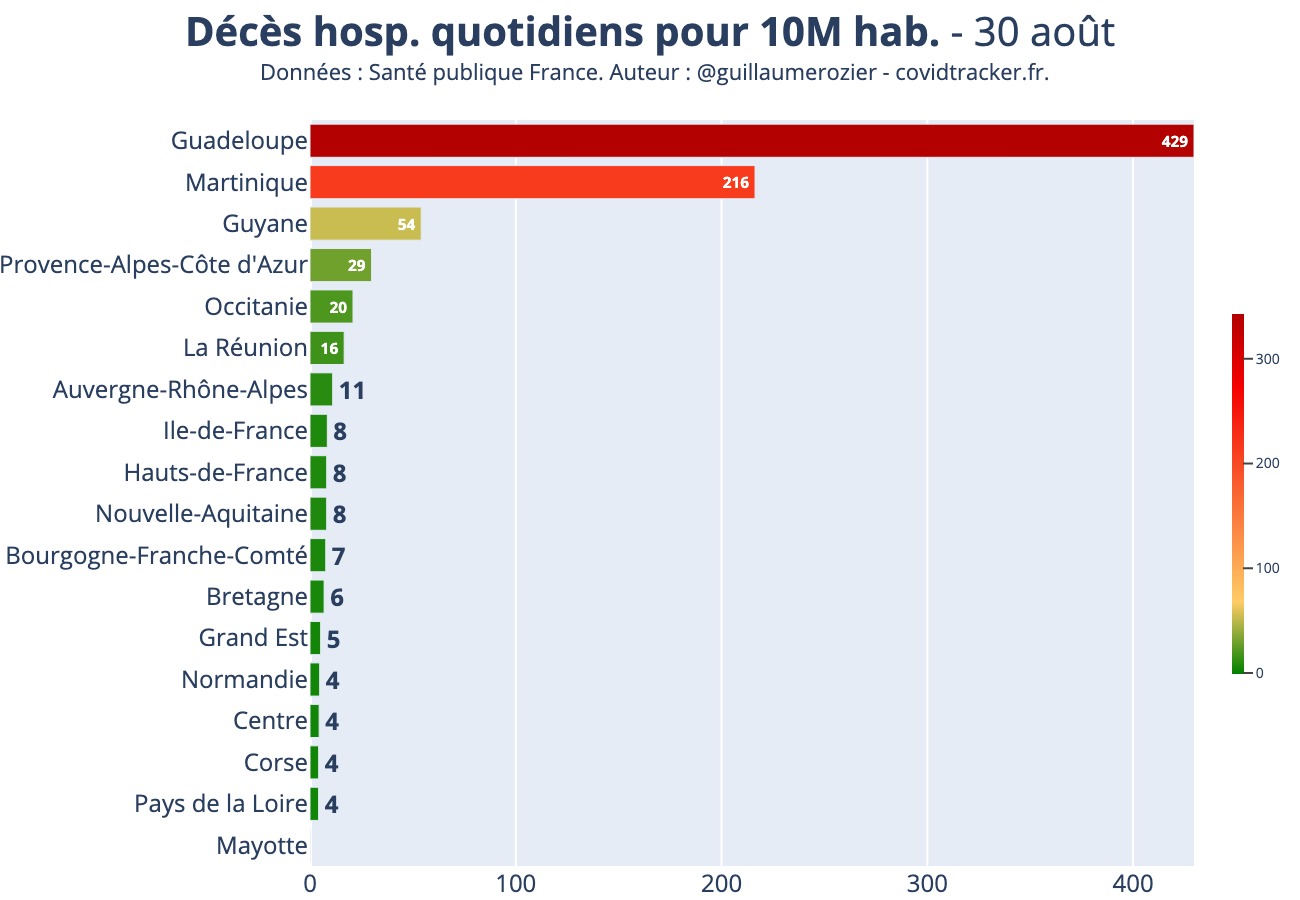 Décès hosp. quotidiens pour 10M hab. - 30 août
Données : Santé publique France. Auteur : @guillaumerozier - covidtracker.fr.
Guadeloupe 429
Martinique 216
Guyane 54
Provence-Alpes-Côte d'Azur 29
Occitanie 20
La Réunion 16
Auvergne-Rhône-Alpes 11
Ile-de-France 8
Hauts-de-France 8
Nouvelle-Aquitaine 8
Bourgogne-Franche-Comté 7
Bretagne 6
Grand Est 5
Normandie 4
Centre 4
Corse 4
Pays de la Loire 4
Mayotte
0 100 200 300 400
300
200
100
0